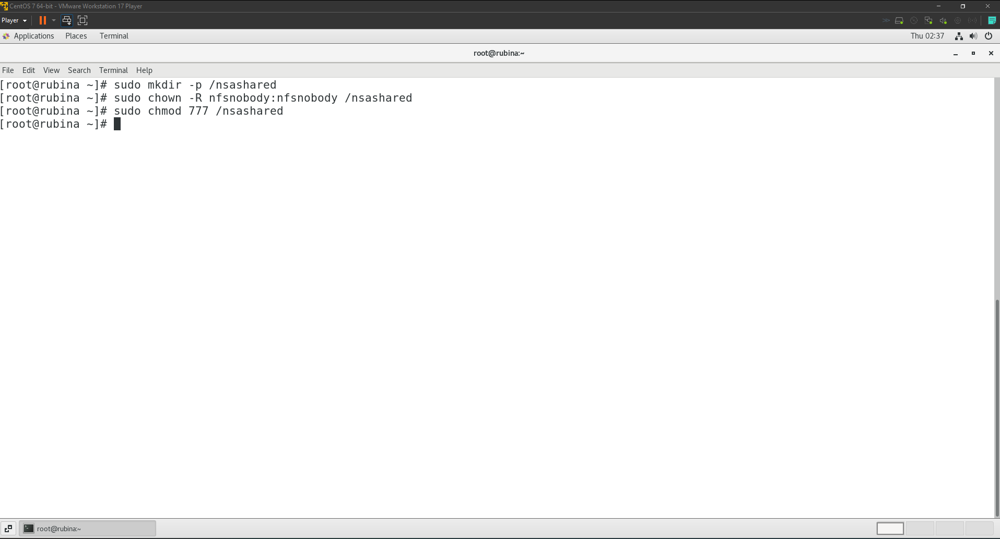 CentOS 7 64-bit - VMware Workstation 17 Player
Player
Applications Places Terminal Thu 02:37
root@rubina:~
File Edit View Search Terminal Help
[root@rubina ~]# sudo mkdir -p /nsashared
[root@rubina ~]# sudo chown -R nfsnobody:nfsnobody /nsashared
[root@rubina ~]# sudo chmod 777 /nsashared
[root@rubina ~]#
root@rubina:~